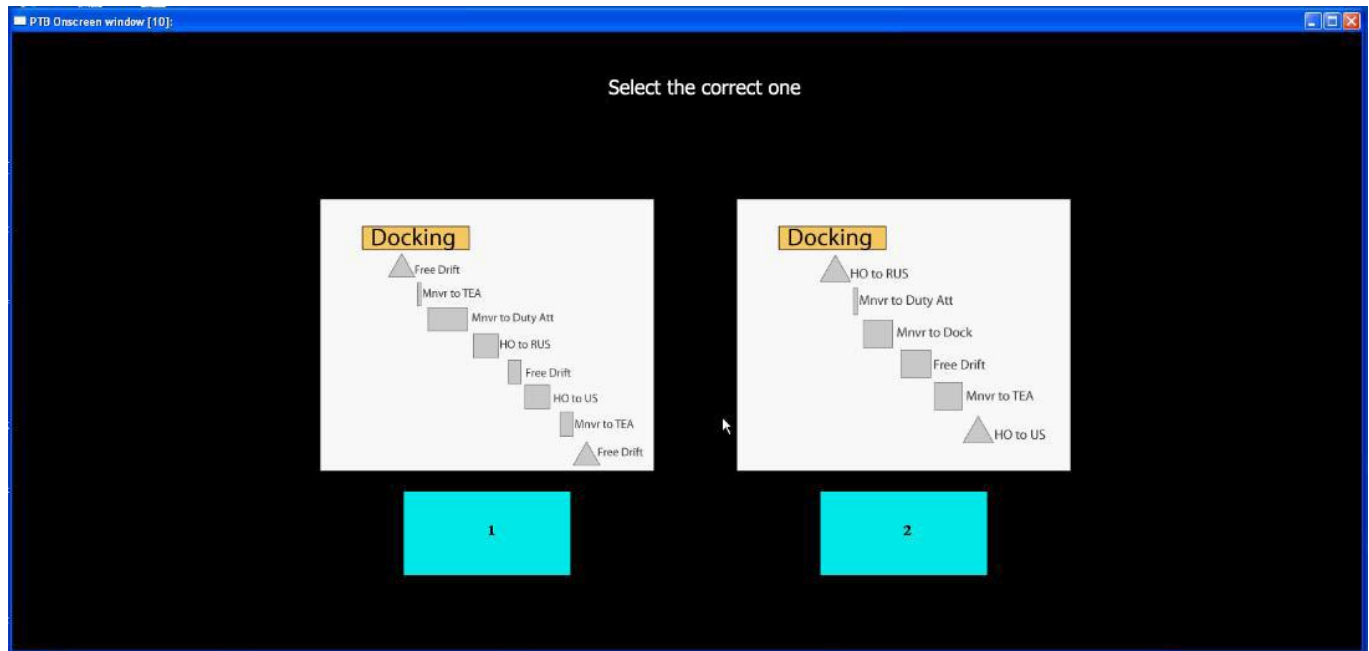 PTB Onscreen window [10]:
Select the correct one
Docking
Free Drift
Mnvr to TEA
Mnvr to Duty Att
HO to RUS
Free Drift
HO to US
Mnvr to TEA
Free Drift
Docking
HO to RUS
Mnvr to Duty Att
Mnvr to Dock
Free Drift
Mnvr to TEA
HO to US
1
2